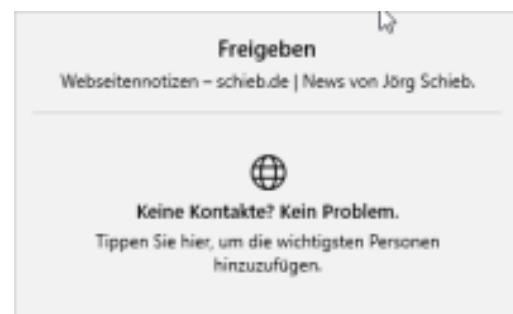 Freigeben
Webseitennotizen – schieb.de | News von Jörg Schieb.
Keine Kontakte? Kein Problem.
Tippen Sie hier, um die wichtigsten Personen
hinzuzufügen.